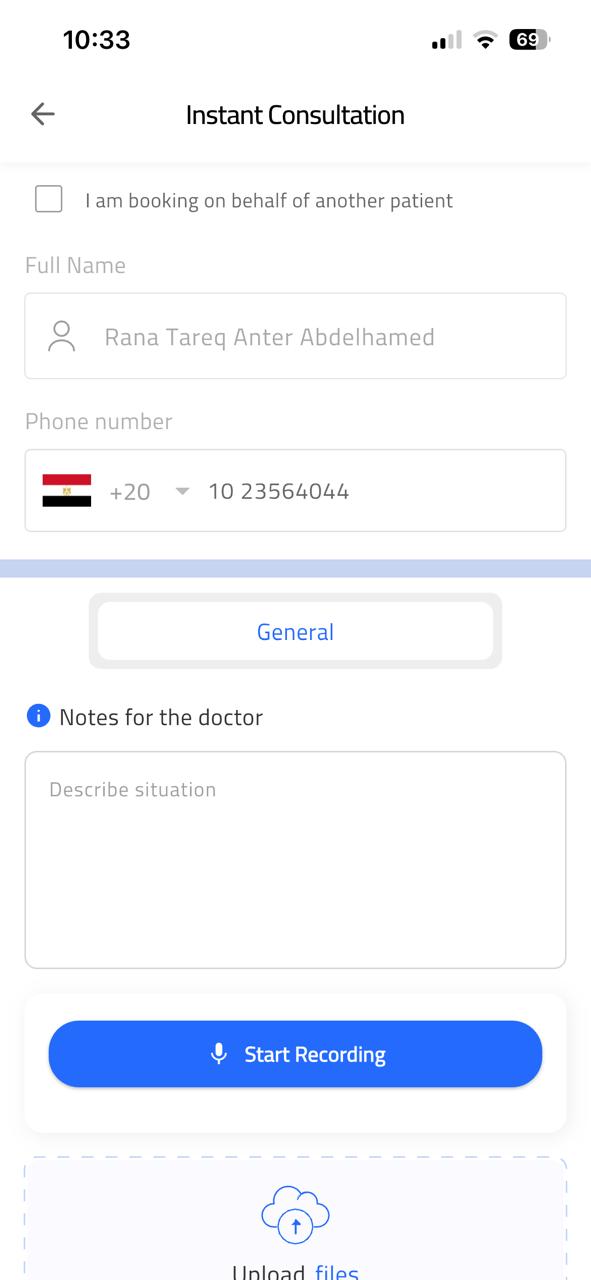 10:33
69
Instant Consultation
I am booking on behalf of another patient
Full Name
Rana Tareq Anter Abdelhamed
Phone number
+20 10 23564044
General
Notes for the doctor
Describe situation
Start Recording
Upload files